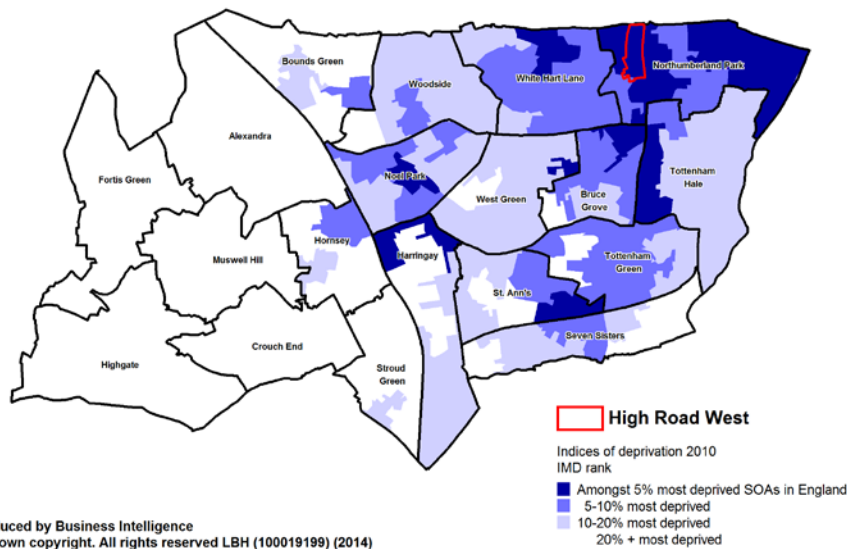 Bounds Green
Woodside
White Hart Lane
Northumberland Park
Alexandra
Fortis Green
Noel Park
West Green
Bruce
Grove
Tottenham
Hale
Muswell Hill
Hornsey
Harringay
Tottenham
Green
St. Ann's
Seven Sisters
Crouch End
Highgate
Stroud
Green
High Road West
Indices of deprivation 2010
IMD rank
Amongst 5% most deprived SOAs in England
5-10% most deprived
10-20% most deprived
20% + most deprived
uced by Business Intelligence
own copyright. All rights reserved LBH (100019199) (2014)